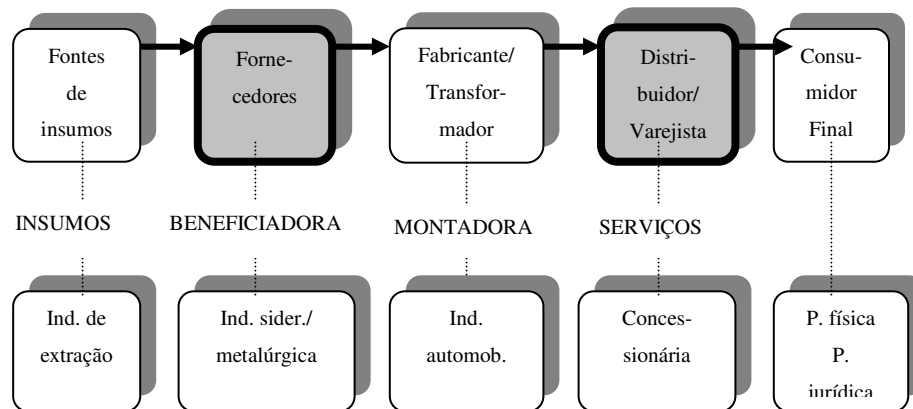 Fontes
de
insumos
Forne-
cedores
Fabricante/
Transfor-
mador
Distri-
buidor/
Varejista
Consu-
midor
Final
INSUMOS
BENEFICIADORA
MONTADORA
SERVIÇOS
Ind. de
extração
Ind. sider./
metalúrgica
Ind.
automob.
Conces-
sionária
P. física
P.
jurídica